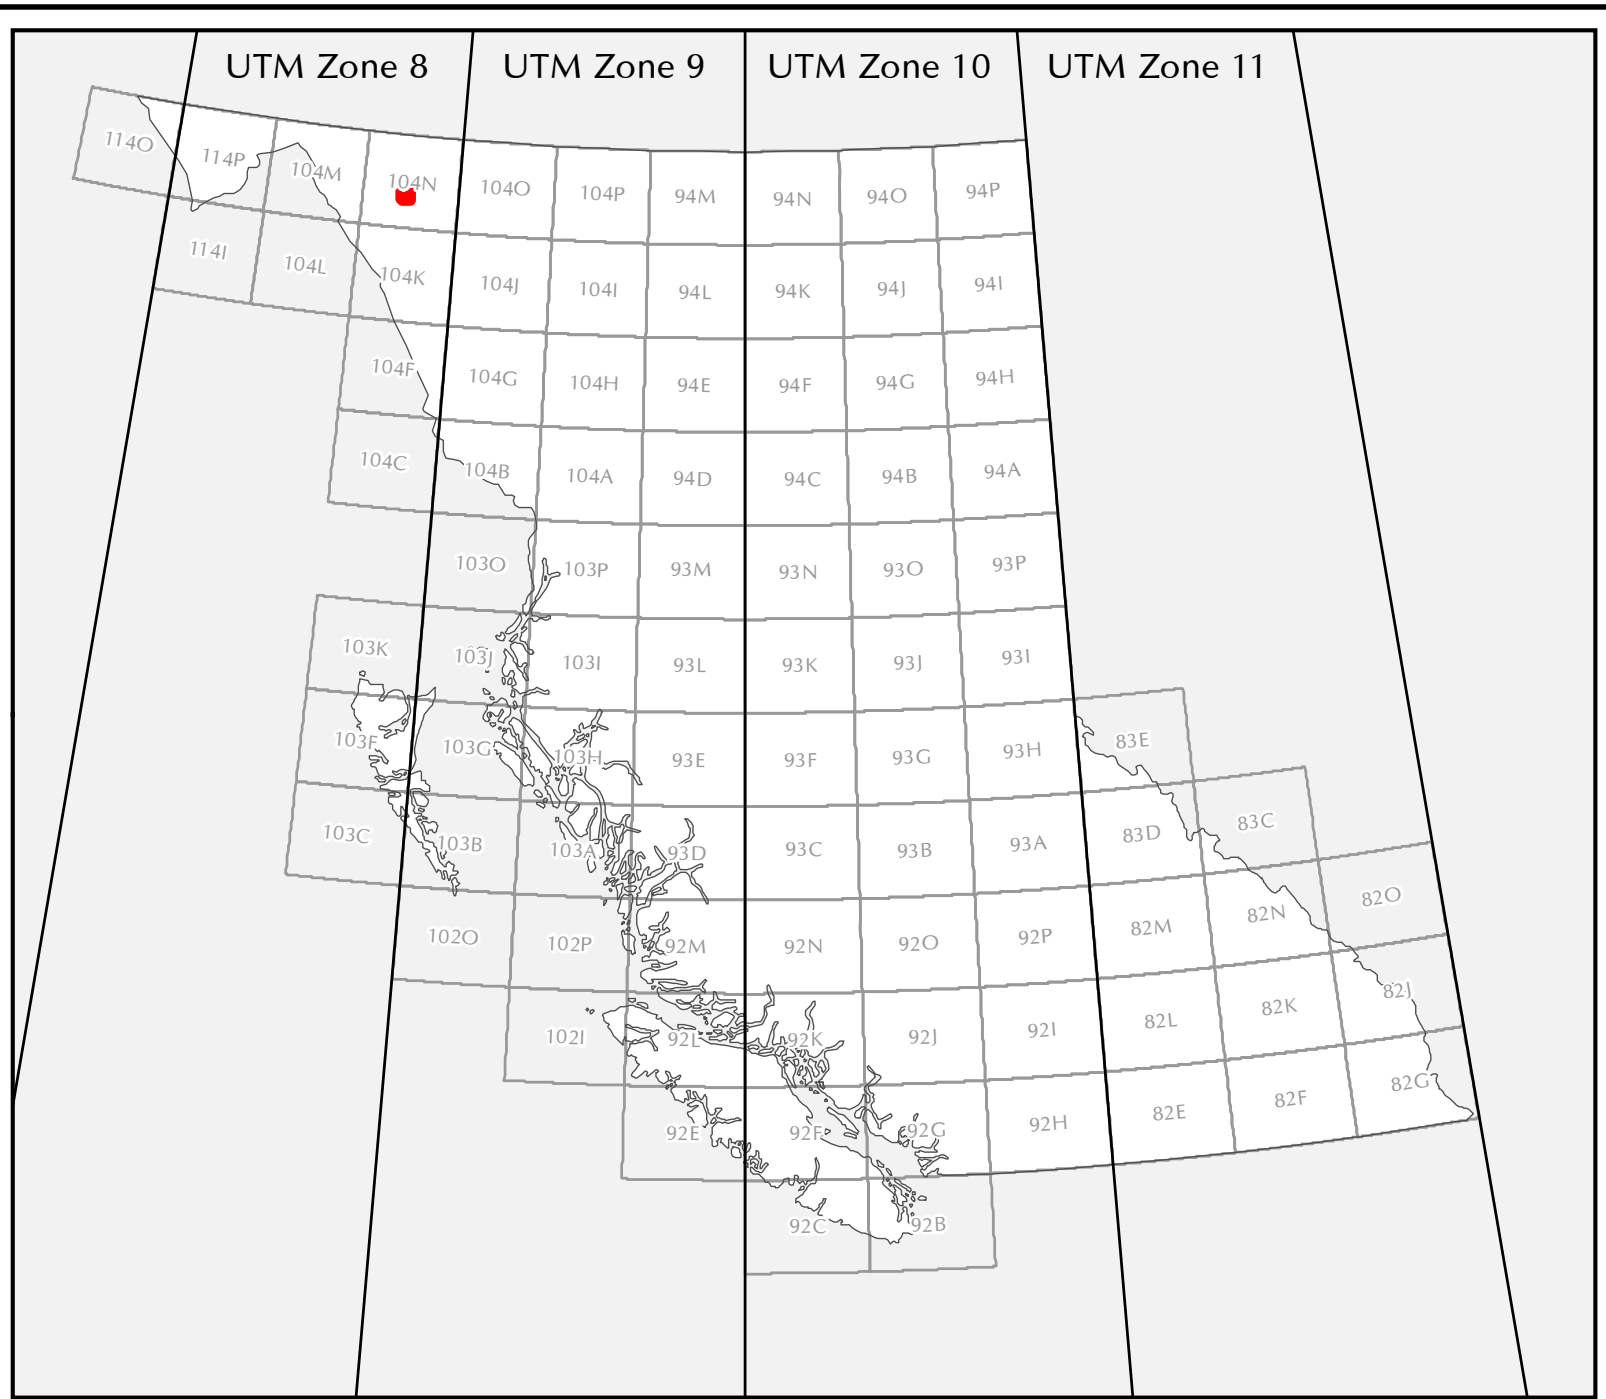 UTM Zone 8 UTM Zone 9 UTM Zone 10 UTM Zone 11
114O 114P 104M 104N 104O 104P 94M 94N 94O 94P
114I 104L 104K 104J 104I 94L 94K 94J 94I
104F 104G 104H 94E 94F 94G 94H
104C 104B 104A 94D 94C 94B 94A
103O 103P 93M 93N 93O 93P
103K 103J 103I 93L 93K 93J 93I
103F 103G 103H 93E 93F 93G 93H 83E
103C 103B 103A 93D 93C 93B 93A 83D 83C
102O 102P 92M 92N 92O 92P 82M 82N 82O
102I 92L 92K 92J 92I 82L 82K 82J
92E 92F 92G 92H 82E 82F 82G
92C 92B